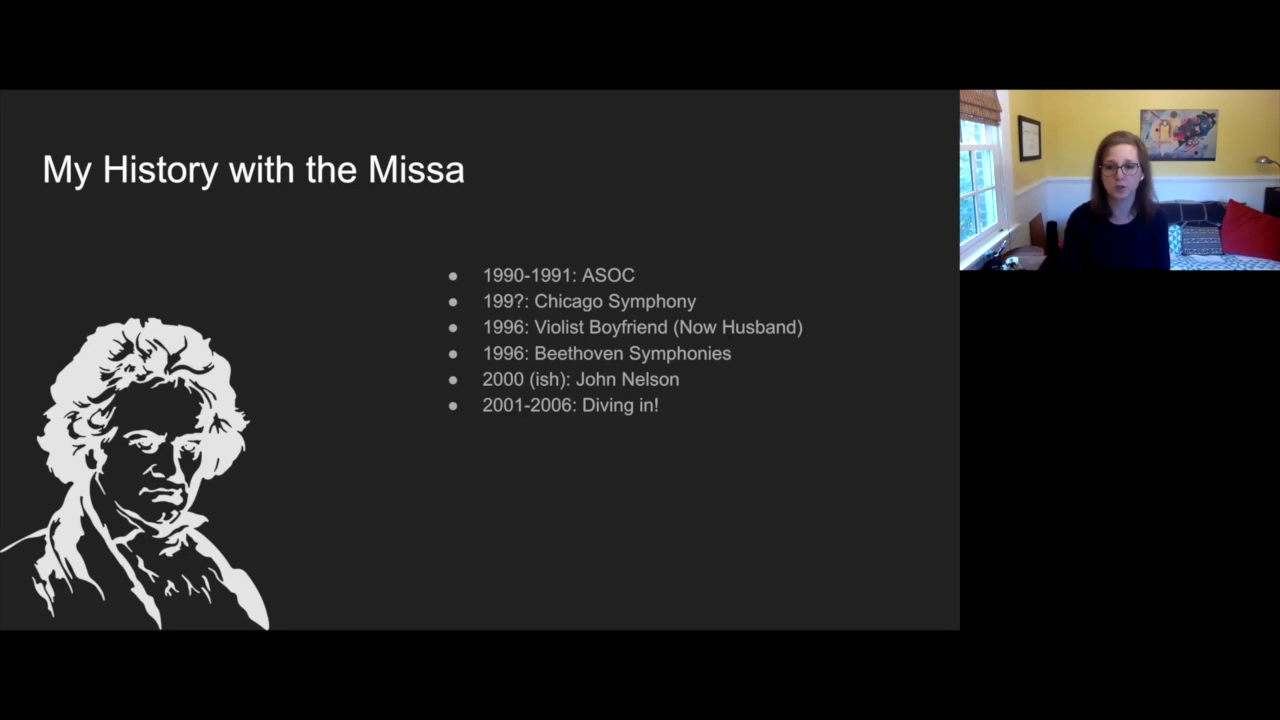 My History with the Missa
● 1990-1991: ASOC
● 199?: Chicago Symphony
● 1996: Violist Boyfriend (Now Husband)
● 1996: Beethoven Symphonies
● 2000 (ish): John Nelson
● 2001-2006: Diving in!